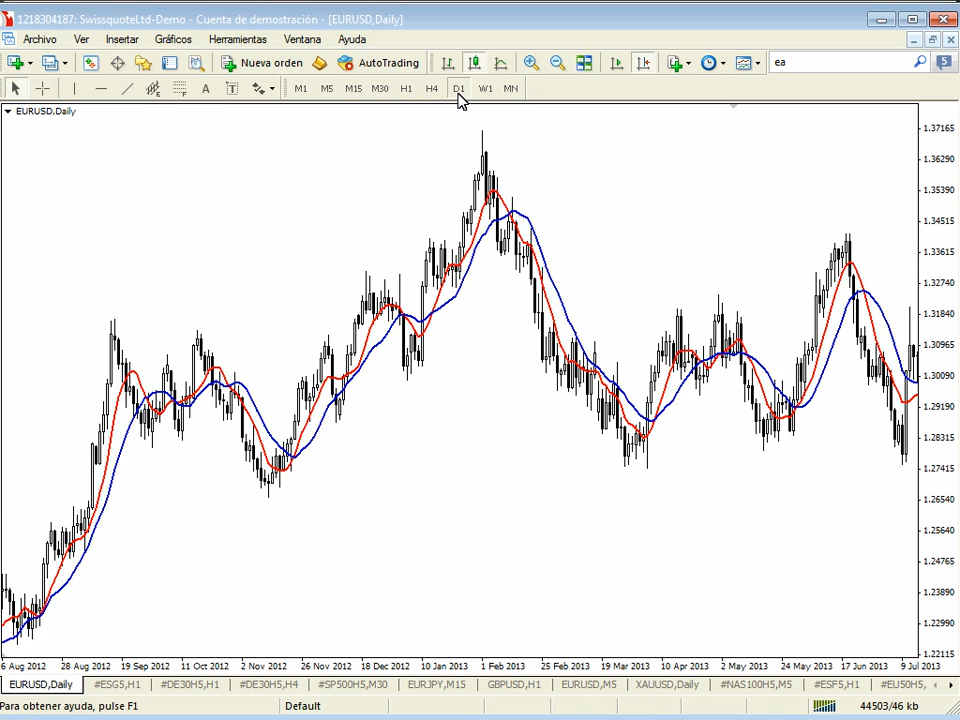 1218304187: SwissquoteLtd-Demo - Cuenta de demostración - [EURUSD,Daily]
Archivo Ver Insertar Gráficos Herramientas Ventana Ayuda
Nueva orden AutoTrading ea 5
A T M1 M5 M15 M30 H1 H4 D1 W1 MN
EURUSD,Daily
1.37165
1.36290
1.35390
1.34515
1.33615
1.32740
1.31840
1.30965
1.30090
1.29190
1.28315
1.27415
1.26540
1.25640
1.24765
1.23890
1.22990
1.22115
6 Aug 2012 28 Aug 2012 19 Sep 2012 11 Oct 2012 2 Nov 2012 26 Nov 2012 18 Dec 2012 10 Jan 2013 1 Feb 2013 25 Feb 2013 19 Mar 2013 10 Apr 2013 2 May 2013 24 May 2013 17 Jun 2013 9 Jul 2013
EURUSD,Daily #ESG5,H1 #DE30H5,H1 #DE30H5,H4 #SP500H5,M30 EURJPY,M15 GBPUSD,H1 EURUSD,M5 XAUUSD,Daily #NAS100H5,M5 #ESF5,H1 #EU50H5,
Para obtener ayuda, pulse F1 Default 44503/46 kb